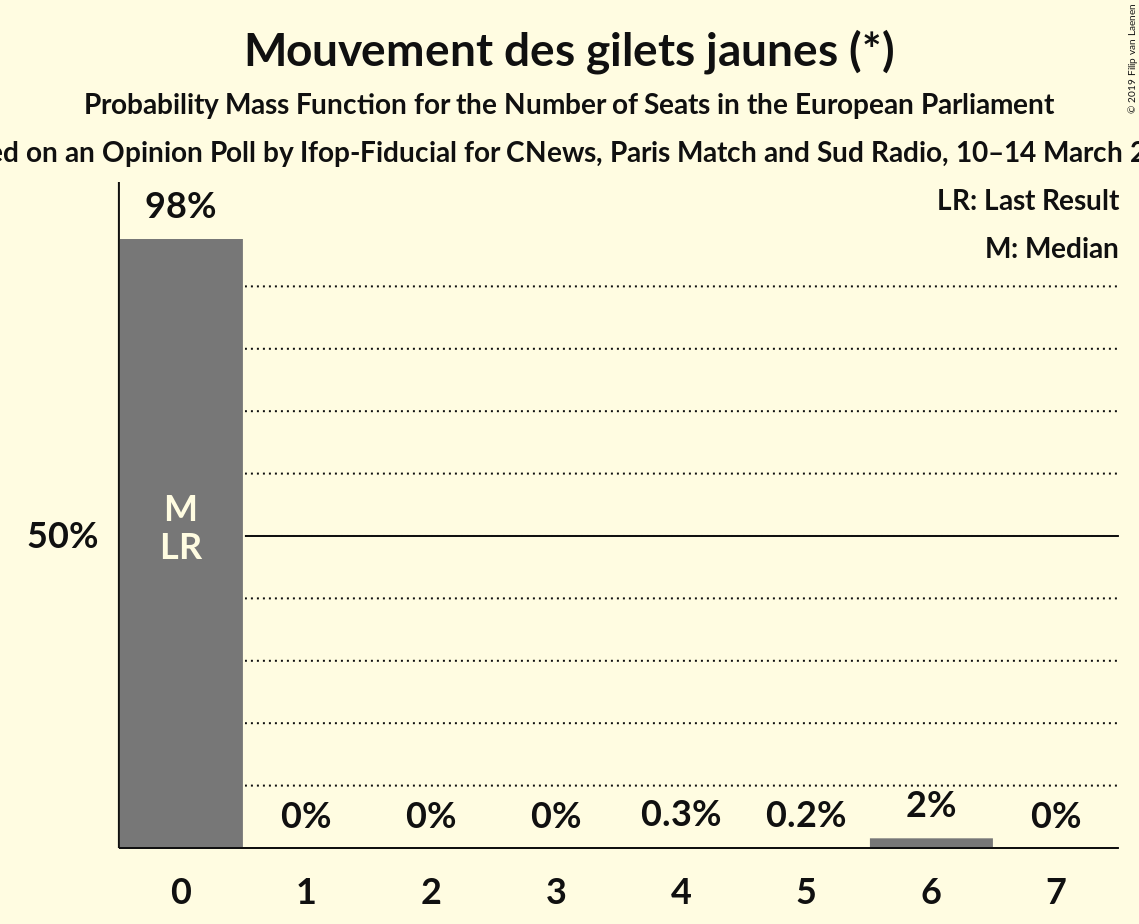 Mouvement des gilets jaunes (*)
Probability Mass Function for the Number of Seats in the European Parliament
on an Opinion Poll by Ifop-Fiducial for CNews, Paris Match and Sud Radio, 10–14 March
© 2019 Filip van Laenen
LR: Last Result
M: Median
98%
M
LR
50%
0% 0% 0% 0.3% 0.2% 2% 0%
0 1 2 3 4 5 6 7